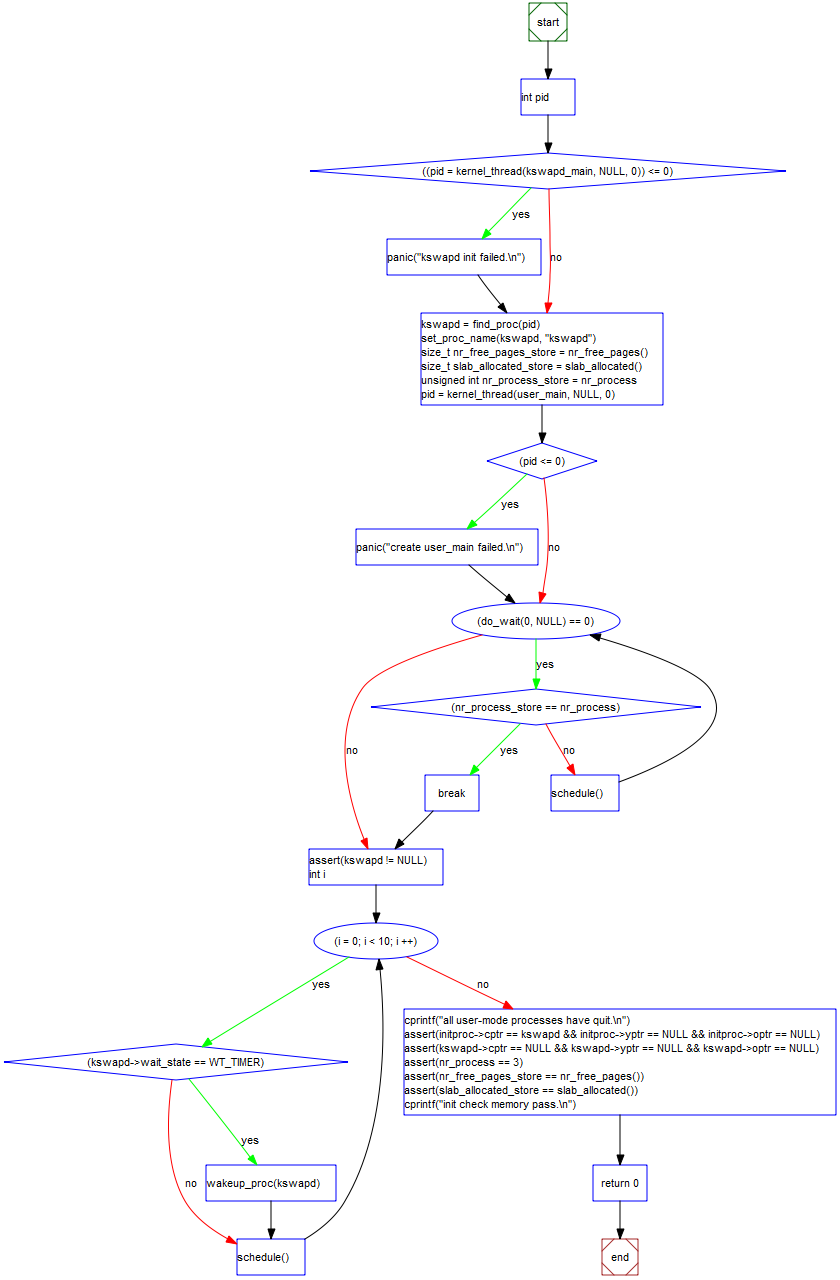 start
int pid
((pid = kernel_thread(kswapd_main, NULL, 0)) <= 0)
yes
panic("kswapd init failed.\n")
no
kswapd = find_proc(pid)
set_proc_name(kswapd, "kswapd")
size_t nr_free_pages_store = nr_free_pages()
size_t slab_allocated_store = slab_allocated()
unsigned int nr_process_store = nr_process
pid = kernel_thread(user_main, NULL, 0)
(pid <= 0)
yes
panic("create user_main failed.\n")
no
(do_wait(0, NULL) == 0)
yes
(nr_process_store == nr_process)
no
yes
no
break
schedule()
assert(kswapd != NULL)
int i
(i = 0; i < 10; i ++)
yes
no
cprintf("all user-mode processes have quit.\n")
assert(initproc->cptr == kswapd && initproc->yptr == NULL && initproc->optr == NULL)
assert(kswapd->cptr == NULL && kswapd->yptr == NULL && kswapd->optr == NULL)
assert(nr_process == 3)
assert(nr_free_pages_store == nr_free_pages())
assert(slab_allocated_store == slab_allocated())
cprintf("init check memory pass.\n")
(kswapd->wait_state == WT_TIMER)
yes
no
wakeup_proc(kswapd)
return 0
schedule()
end